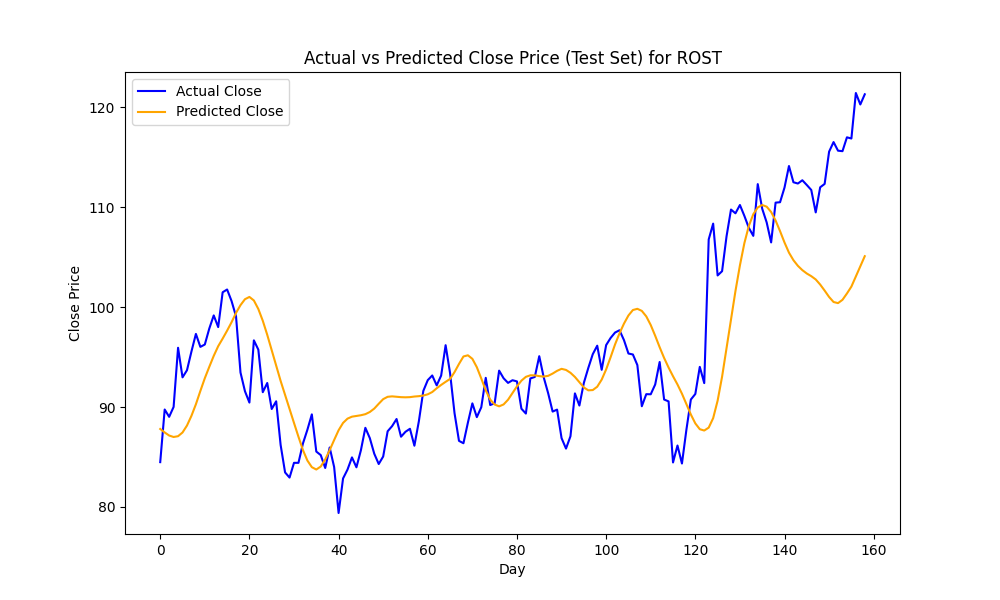 Actual vs Predicted Close Price (Test Set) for ROST
Actual Close
Predicted Close
Close Price
120
110
100
90
80
0 20 40 60 80 100 120 140 160
Day